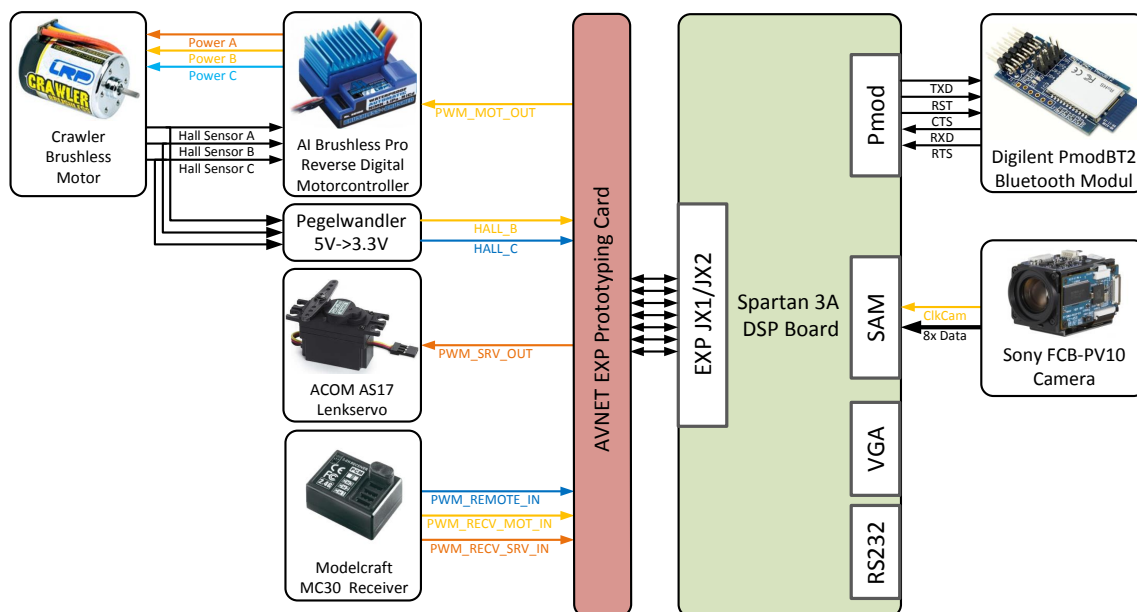 LRP
CRAWLER
Crawler
Brushless
Motor
Power A
Power B
Power C
Hall Sensor A
Hall Sensor B
Hall Sensor C
AI Brushless Pro
Reverse Digital
Motorcontroller
PWM_MOT_OUT
Pegelwandler
5V->3.3V
HALL_B
HALL_C
ACOM AS17
Lenkservo
PWM_SRV_OUT
Modelcraft
MC30 Receiver
PWM_REMOTE_IN
PWM_RECV_MOT_IN
PWM_RECV_SRV_IN
AVNET EXP Prototyping Card
EXP JX1/JX2
Spartan 3A
DSP Board
Pmod
SAM
VGA
RS232
TXD
RST
CTS
RXD
RTS
Digilent PmodBT2
Bluetooth Modul
ClkCam
8x Data
Sony FCB-PV10
Camera